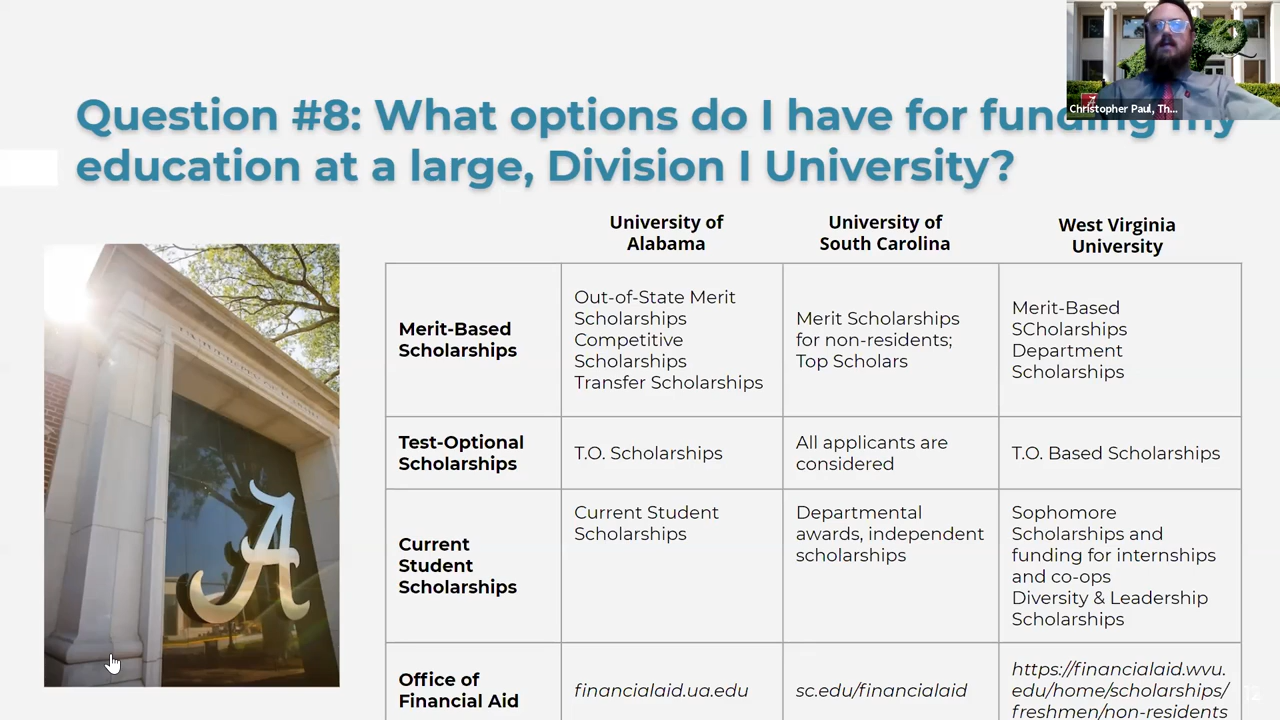 Christopher Paul, Th...
Question #8: What options do I have for funding my
education at a large, Division I University?
University of
Alabama
University of
South Carolina
West Virginia
University
Merit-Based
Scholarships
Out-of-State Merit
Scholarships
Competitive
Scholarships
Transfer Scholarships
Merit Scholarships
for non-residents;
Top Scholars
Merit-Based
SCholarships
Department
Scholarships
Test-Optional
Scholarships
T.O. Scholarships
All applicants are
considered
T.O. Based Scholarships
Current
Student
Scholarships
Current Student
Scholarships
Departmental
awards, independent
scholarships
Sophomore
Scholarships and
funding for internships
and co-ops
Diversity & Leadership
Scholarships
Office of
Financial Aid
financialaid.ua.edu
sc.edu/financialaid
https://financialaid.wvu.
edu/home/scholarships/
freshmen/non-residents
12
A